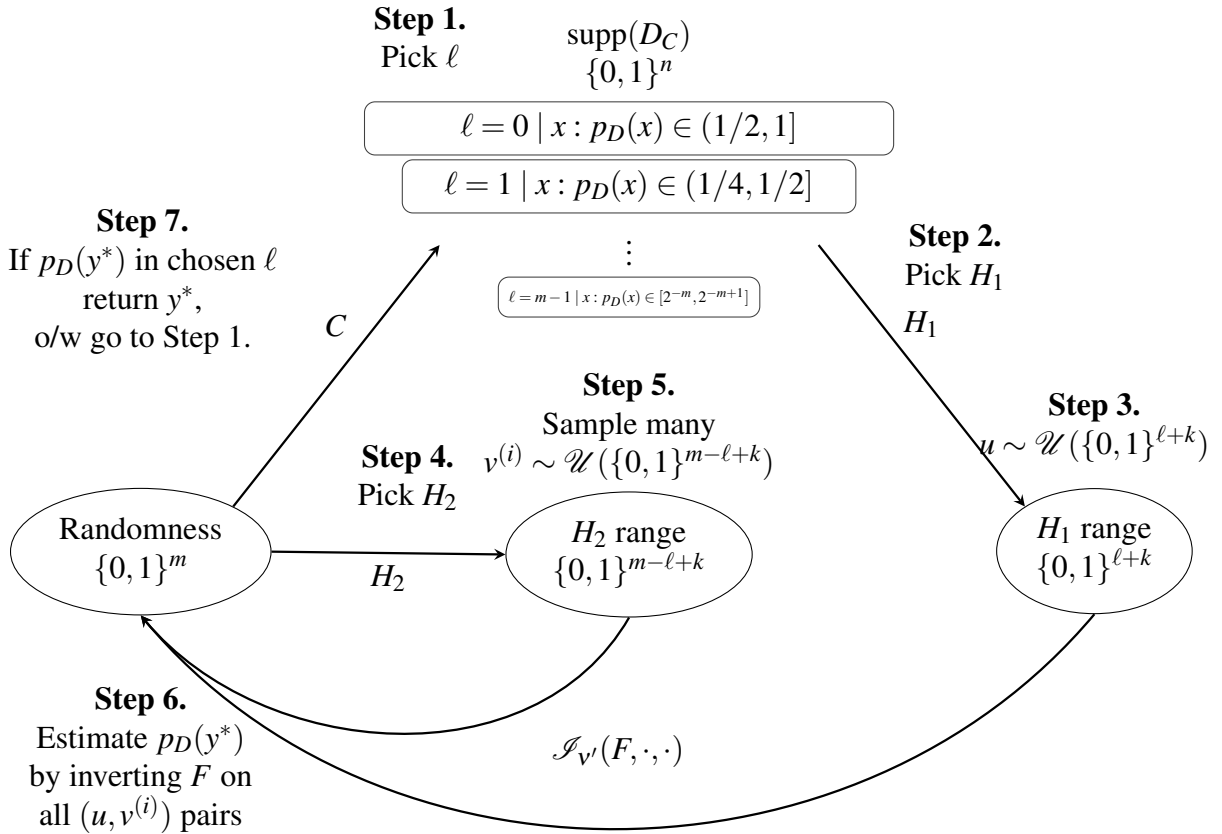 Step 1.
Pick ℓ
supp(D_C)
{0,1}^n
ℓ = 0 | x : p_D(x) ∈ (1/2, 1]
ℓ = 1 | x : p_D(x) ∈ (1/4, 1/2]
⋮
ℓ = m − 1 | x : p_D(x) ∈ [2^{−m}, 2^{−m+1}]
Step 7.
If p_D(y*) in chosen ℓ
return y*,
o/w go to Step 1.
C
Step 2.
Pick H_1
H_1
Step 3.
u ∼ 𝒰({0,1}^{ℓ+k})
Step 5.
Sample many
v^{(i)} ∼ 𝒰({0,1}^{m−ℓ+k})
Step 4.
Pick H_2
Randomness
{0,1}^m
H_2
H_2 range
{0,1}^{m−ℓ+k}
H_1 range
{0,1}^{ℓ+k}
Step 6.
Estimate p_D(y*)
by inverting F on
all (u, v^{(i)}) pairs
ℐ_{ν′}(F, ·, ·)